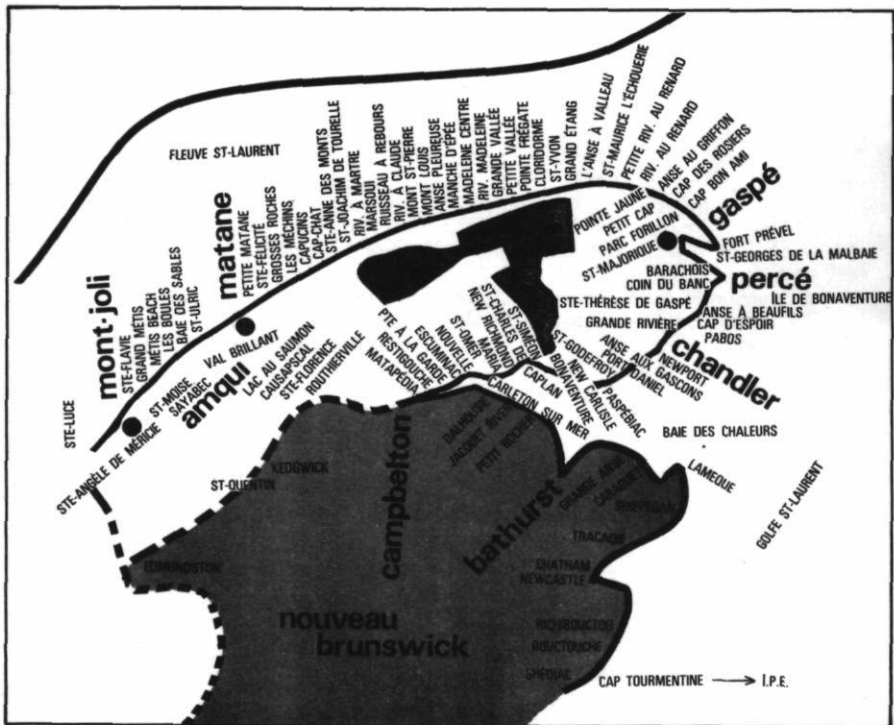 FLEUVE ST-LAURENT
STE-LUCE
mont-joli
STE-FLAVIE
GRAND MÉTIS
MÉTIS BEACH
LES BOULES
BAIE DES SABLES
ST-ULRIC
matane
PETITE MATANE
STE-FÉLICITÉ
GROSSES ROCHES
LES MÉCHINS
CAPUCINS
CAP-CHAT
STE-ANNE DES MONTS
ST-JOACHIM DE TOURELLE
RIV. À MARTRE
MARSOUI
RUISSEAU À REBOURS
RIV. À CLAUDE
MONT ST-PIERRE
MONT LOUIS
ANSE PLEUREUSE
MANCHE D'ÉPÉE
MADELEINE CENTRE
RIV. MADELEINE
GRANDE VALLÉE
PETITE VALLÉE
POINTE FRÉGATE
CLORIDORME
ST-YVON
GRAND ÉTANG
L'ANSE À VALLEAU
ST-MAURICE L'ÉCHOUERIE
PETITE RIV. AU RENARD
RIV. AU RENARD
ANSE AU GRIFFON
CAP DES ROSIERS
CAP BON AMI
gaspé
POINTE JAUNE
PETIT CAP
PARC FORILLON
ST-MAJORIQUE
FORT PRÉVEL
ST-GEORGES DE LA MALBAIE
BARACHOIS
COIN DU BANC
percé
ÎLE DE BONAVENTURE
STE-THÉRÈSE DE GASPÉ
ANSE À BEAUFILS
GRANDE RIVIÈRE
CAP D'ESPOIR
PABOS
chandler
NEWPORT
ANSE AUX GASCONS
PORT DANIEL
ST-GODEFROY
PASPÉBIAC
NEW CARLISLE
BONAVENTURE
ST-SIMÉON
CAPLAN
ST-CHARLES DE
NEW RICHMOND
MARIA
CARLETON SUR MER
ST-OMER
NOUVELLE
ESCUMINAC
PTE À LA GARDE
RESTIGOUCHE
MATAPÉDIA
ROUTHIERVILLE
STE-FLORENCE
CAUSAPSCAL
LAC AU SAUMON
amqui
VAL BRILLANT
SAYABEC
ST-MOISE
STE-ANGÈLE DE MÉRICIE
BAIE DES CHALEURS
GOLFE ST-LAURENT
ST-QUENTIN
KEDGWICK
EDMUNDSTON
campbelton
DALHOUSIE
JACQUET RIVER
PETIT ROCHER
bathurst
GRANDE ANSE
CARAQUET
SHIPPEGAN
LAMEQUE
TRACADIE
CHATHAM
NEWCASTLE
nouveau
brunswick
RICHIBOUCTOU
BOUCTOUCHE
SHÉDIAC
CAP TOURMENTINE → I.P.E.